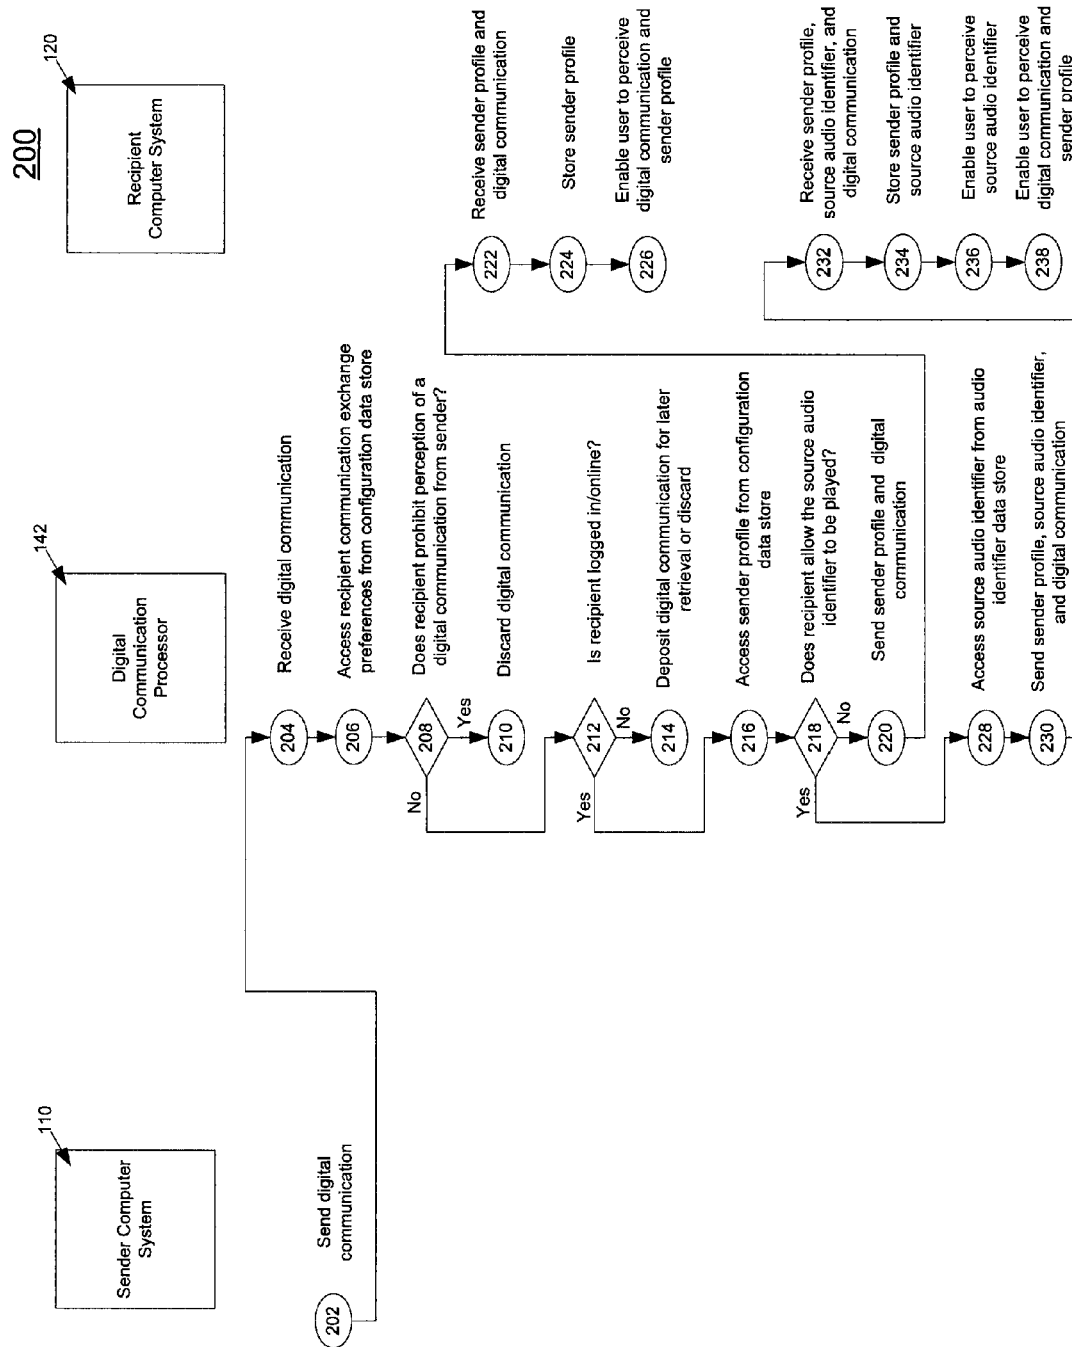 200
110
Sender Computer
System
142
Digital
Communication
Processor
120
Recipient
Computer System
202
Send digital
communication
204
Receive digital communication
206
Access recipient communication exchange
preferences from configuration data store
208
Does recipient prohibit perception of a
digital communication from sender?
Yes
No
210
Discard digital communication
212
Is recipient logged in/online?
No
Yes
214
Deposit digital communication for later
retrieval or discard
216
Access sender profile from configuration
data store
218
Does recipient allow the source audio
identifier to be played?
No
Yes
220
Send sender profile and digital
communication
222
Receive sender profile and
digital communication
224
Store sender profile
226
Enable user to perceive
digital communication and
sender profile
228
Access source audio identifier from audio
identifier data store
230
Send sender profile, source audio identifier,
and digital communication
232
Receive sender profile,
source audio identifier, and
digital communication
234
Store sender profile and
source audio identifier
236
Enable user to perceive
source audio identifier
238
Enable user to perceive
digital communication and
sender profile